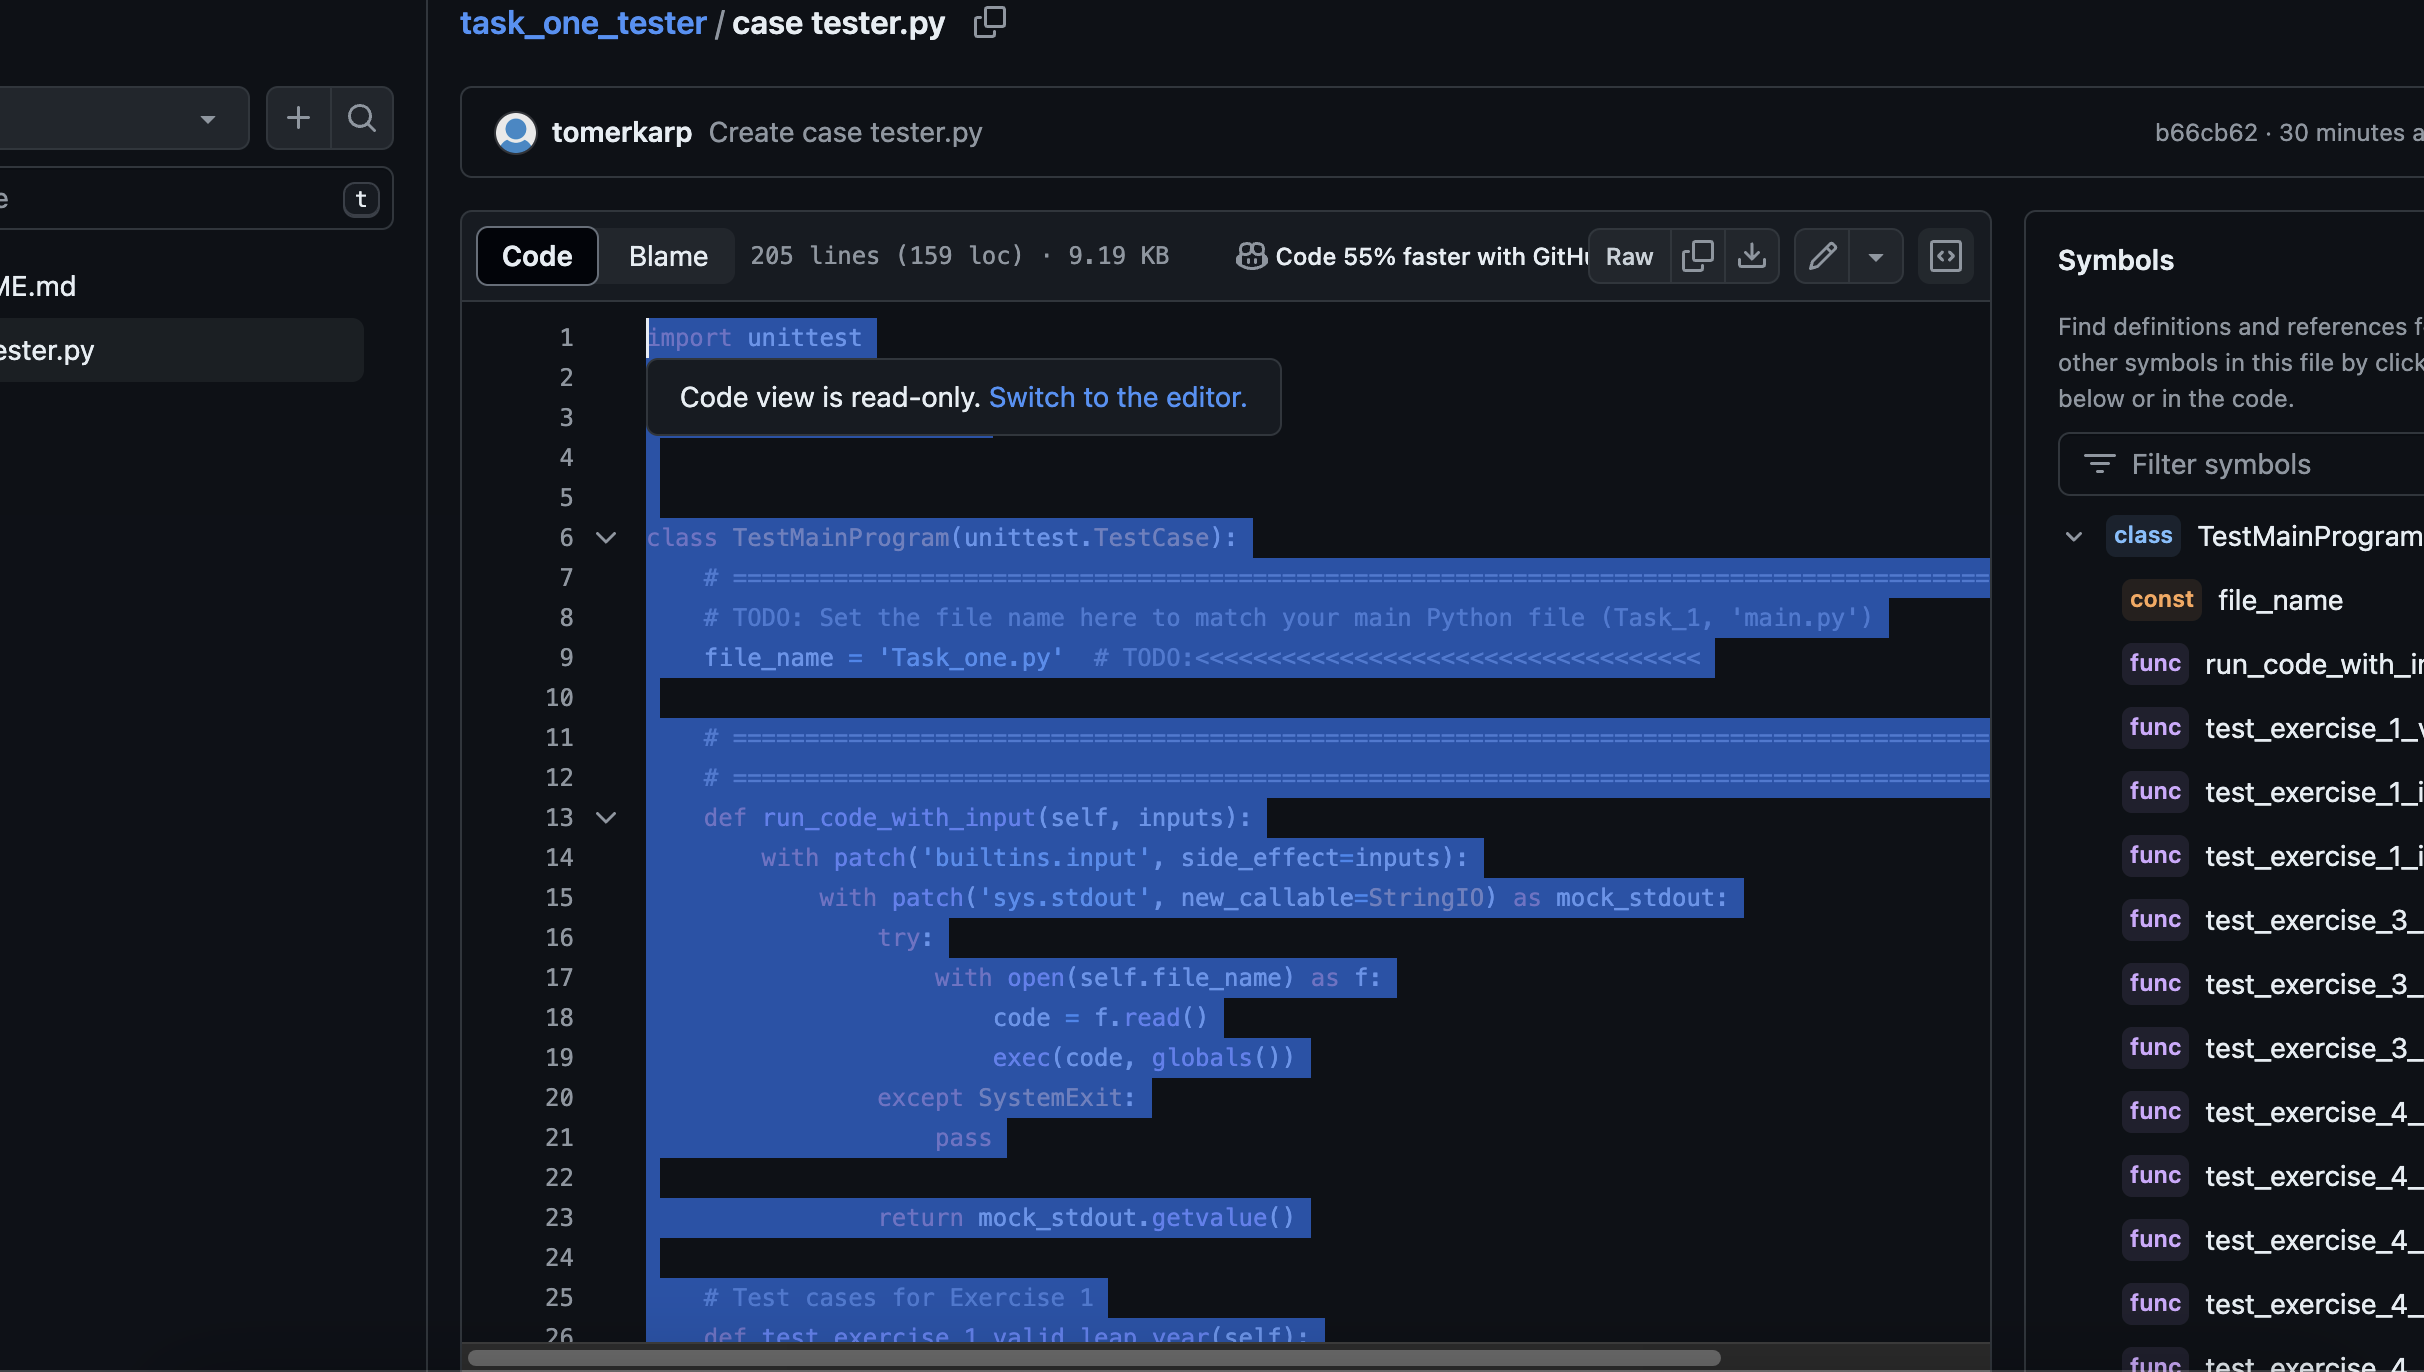 task_one_tester / case tester.py
t
ME.md
ester.py
tomerkarp Create case tester.py
b66cb62 · 30 minutes a
Code Blame 205 lines (159 loc) · 9.19 KB Code 55% faster with GitHu Raw
1 import unittest
2
3
Code view is read-only. Switch to the editor.
4
5
6 class TestMainProgram(unittest.TestCase):
7 # =======================================================================================
8 # TODO: Set the file name here to match your main Python file (Task_1, 'main.py')
9 file_name = 'Task_one.py' # TODO:<<<<<<<<<<<<<<<<<<<<<<<<<<<<<<<<<<<
10
11 # =======================================================================================
12 # =======================================================================================
13 def run_code_with_input(self, inputs):
14 with patch('builtins.input', side_effect=inputs):
15 with patch('sys.stdout', new_callable=StringIO) as mock_stdout:
16 try:
17 with open(self.file_name) as f:
18 code = f.read()
19 exec(code, globals())
20 except SystemExit:
21 pass
22
23 return mock_stdout.getvalue()
24
25 # Test cases for Exercise 1
26 def test_exercise_1_valid_leap_year(self):
Symbols
Find definitions and references f
other symbols in this file by click
below or in the code.
Filter symbols
class TestMainProgram
const file_name
func run_code_with_in
func test_exercise_1_v
func test_exercise_1_i
func test_exercise_1_i
func test_exercise_3_
func test_exercise_3_
func test_exercise_3_
func test_exercise_4_
func test_exercise_4_
func test_exercise_4_
func test_exercise_4_
func test_exercise_4